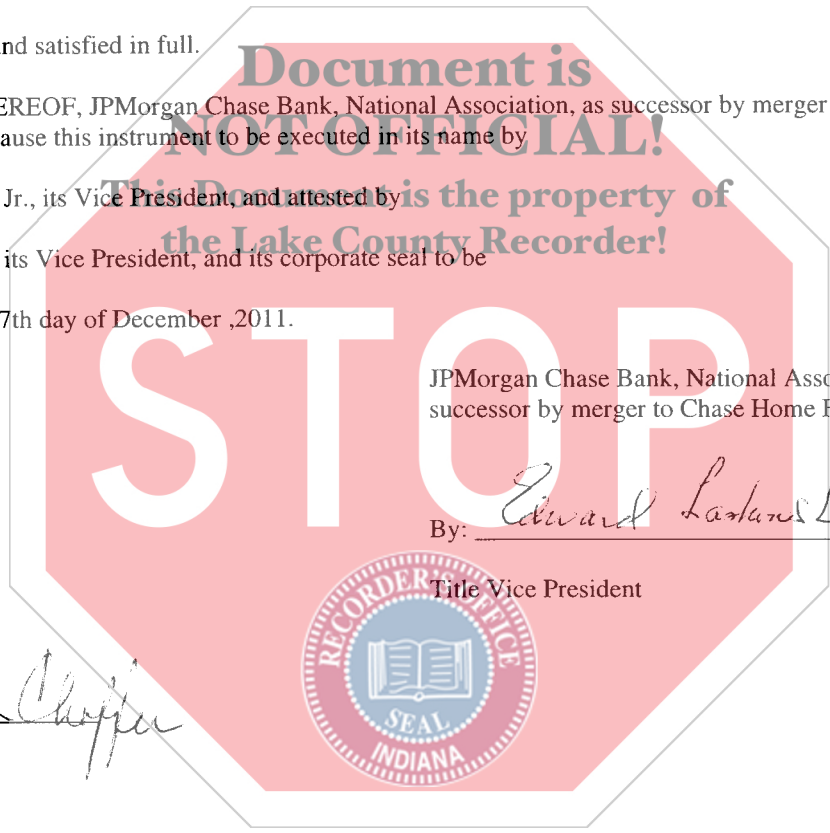 nd satisfied in full.
Document is
EREOF, JPMorgan Chase Bank, National Association, as successor by merger
NOT OFFICIAL!
ause this instrument to be executed in its name by
This Document is the property of
Jr., its Vice President, and attested by
the Lake County Recorder!
its Vice President, and its corporate seal to be
7th day of December ,2011.
STOP
JPMorgan Chase Bank, National Asso
successor by merger to Chase Home F
By: Edward
Title Vice President
RECORDER'S OFFICE
SEAL
INDIANA